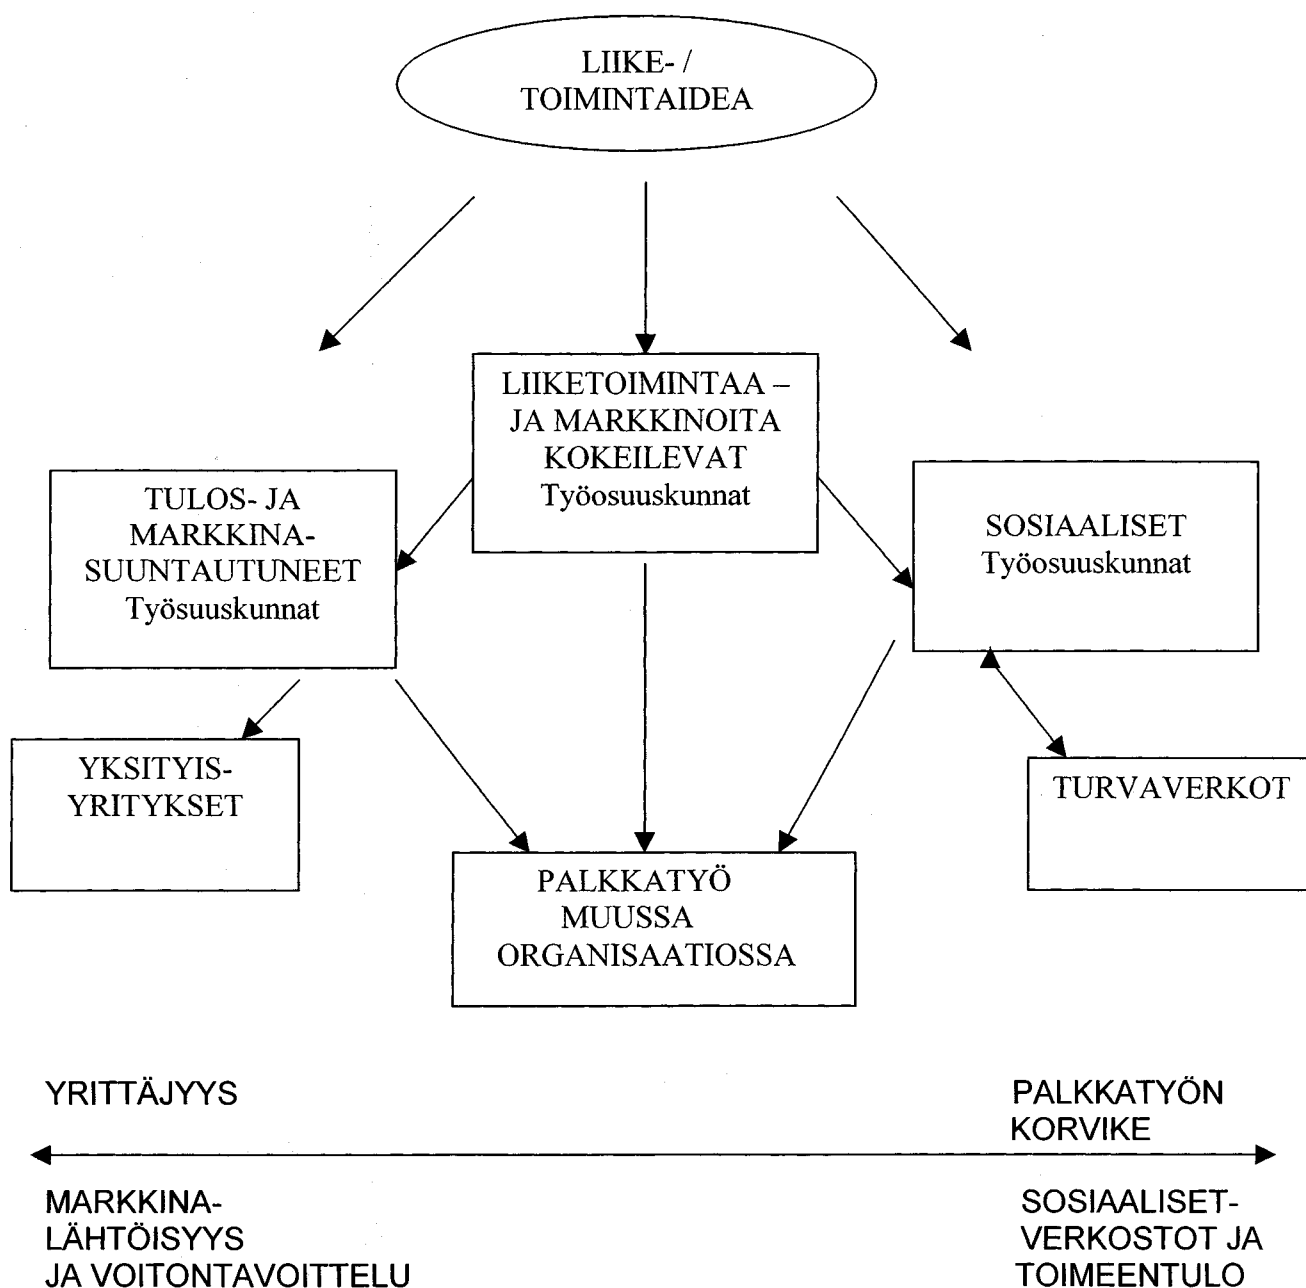 LIIKE- /
TOIMINTAIDEA
LIIKETOIMINTAA –
JA MARKKINOITA
KOKEILEVAT
Työosuuskunnat
TULOS- JA
MARKKINA-
SUUNTAUTUNEET
Työsuuskunnat
SOSIAALISET
Työosuuskunnat
YKSITYIS-
YRITYKSET
TURVAVERKOT
PALKKATYÖ
MUUSSA
ORGANISAATIOSSA
YRITTÄJYYS
PALKKATYÖN
KORVIKE
MARKKINA-
LÄHTÖISYYS
JA VOITONTAVOITTELU
SOSIAALISET-
VERKOSTOT JA
TOIMEENTULO